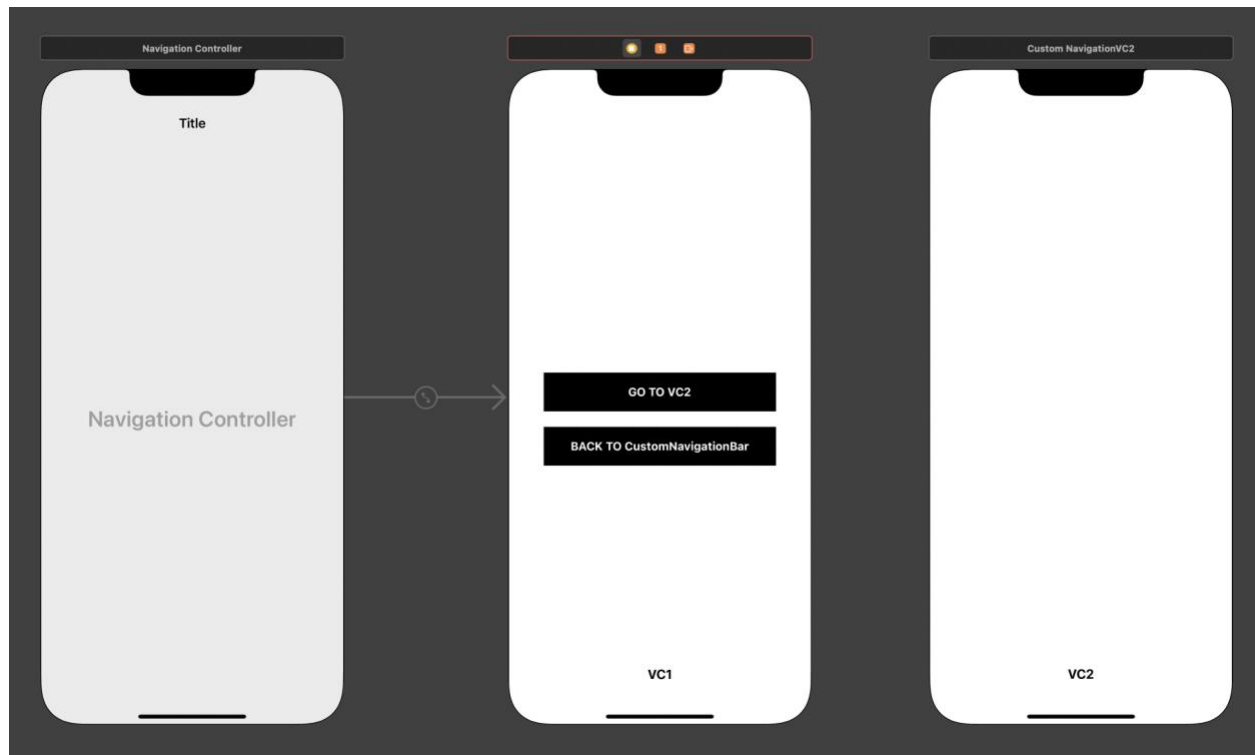 Navigation Controller
Title
Navigation Controller
GO TO VC2
BACK TO CustomNavigationBar
VC1
Custom NavigationVC2
VC2